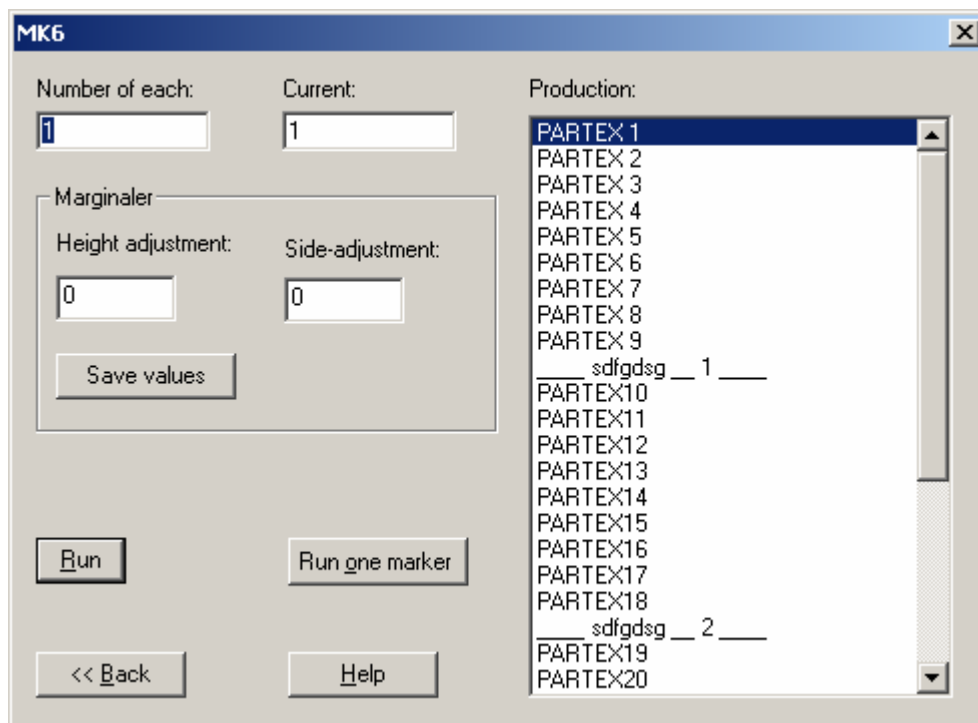 MK6
Number of each:
1
Current:
1
Marginaler
Height adjustment:
0
Side-adjustment:
0
Save values
Run
Run one marker
<< Back
Help
Production:
PARTEX 1
PARTEX 2
PARTEX 3
PARTEX 4
PARTEX 5
PARTEX 6
PARTEX 7
PARTEX 8
PARTEX 9
____ sdfgdsg __ 1 ____
PARTEX10
PARTEX11
PARTEX12
PARTEX13
PARTEX14
PARTEX15
PARTEX16
PARTEX17
PARTEX18
____ sdfgdsg __ 2 ____
PARTEX19
PARTEX20